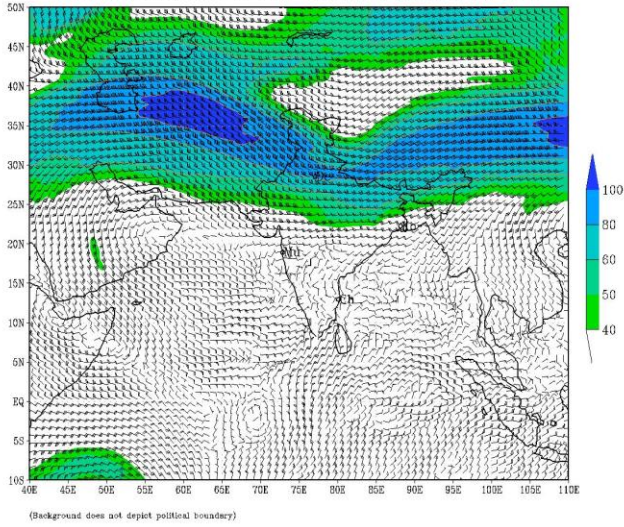 50N
45N
40N
35N
30N
25N
20N
15N
10N
5N
EQ
5S
10S
40E 45E 50E 55E 60E 65E 70E 75E 80E 85E 90E 95E 100E 105E 110E
100
80
60
50
40
Mu
Ch
(Background does not depict political boundary)